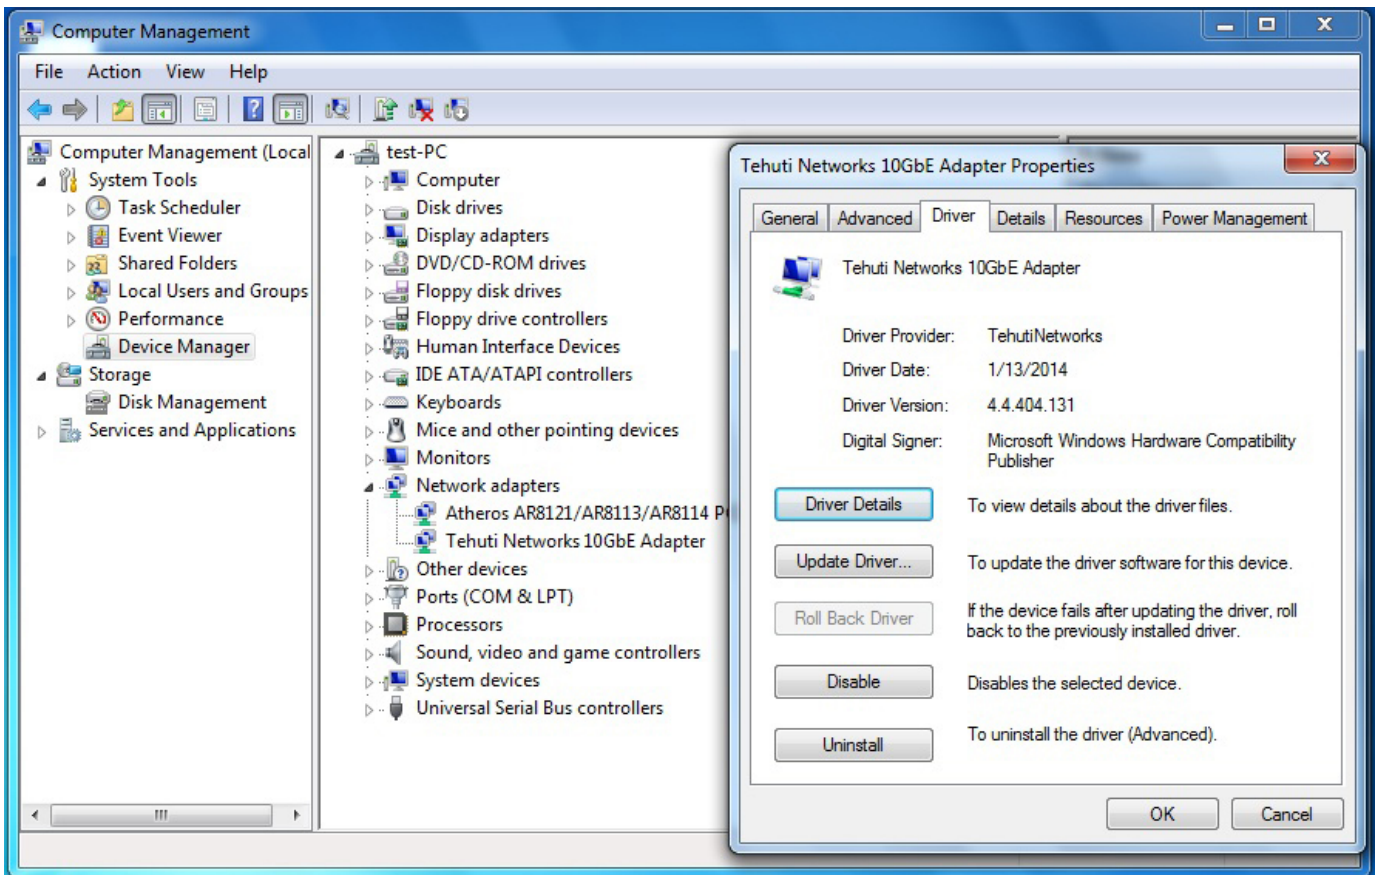 Computer Management
File Action View Help
Computer Management (Local
System Tools
Task Scheduler
Event Viewer
Shared Folders
Local Users and Groups
Performance
Device Manager
Storage
Disk Management
Services and Applications
test-PC
Computer
Disk drives
Display adapters
DVD/CD-ROM drives
Floppy disk drives
Floppy drive controllers
Human Interface Devices
IDE ATA/ATAPI controllers
Keyboards
Mice and other pointing devices
Monitors
Network adapters
Atheros AR8121/AR8113/AR8114 P
Tehuti Networks 10GbE Adapter
Other devices
Ports (COM & LPT)
Processors
Sound, video and game controllers
System devices
Universal Serial Bus controllers
Tehuti Networks 10GbE Adapter Properties
General Advanced Driver Details Resources Power Management
Tehuti Networks 10GbE Adapter
Driver Provider: TehutiNetworks
Driver Date: 1/13/2014
Driver Version: 4.4.404.131
Digital Signer: Microsoft Windows Hardware Compatibility
Publisher
Driver Details To view details about the driver files.
Update Driver... To update the driver software for this device.
Roll Back Driver If the device fails after updating the driver, roll
back to the previously installed driver.
Disable Disables the selected device.
Uninstall To uninstall the driver (Advanced).
OK Cancel